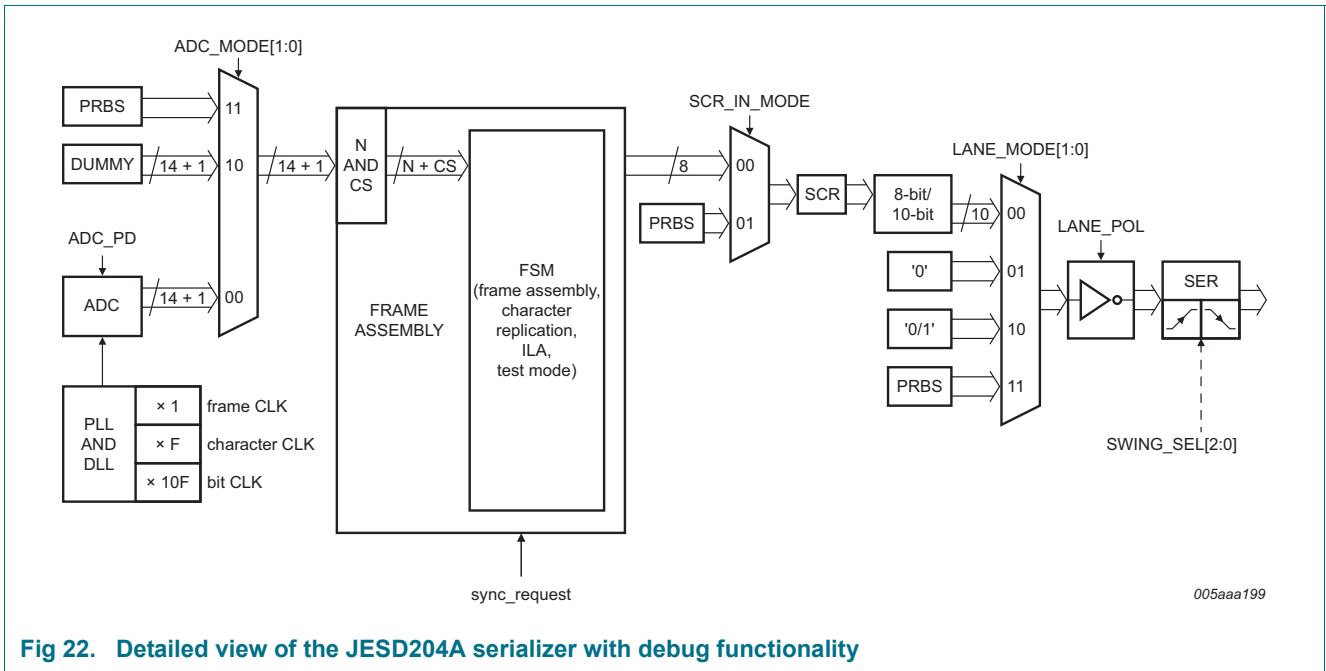 ADC_MODE[1:0]
PRBS
11
DUMMY
14 + 1
10
14 + 1
ADC_PD
ADC
14 + 1
00
PLL
AND
DLL
× 1
frame CLK
× F
character CLK
× 10F
bit CLK
N
AND
CS
N + CS
FRAME
ASSEMBLY
FSM
(frame assembly,
character
replication,
ILA,
test mode)
sync_request
8
SCR_IN_MODE
00
PRBS
01
SCR
8-bit/
10-bit
10
LANE_MODE[1:0]
00
'0'
01
'0/1'
10
PRBS
11
LANE_POL
SER
SWING_SEL[2:0]
005aaa199
Fig 22. Detailed view of the JESD204A serializer with debug functionality